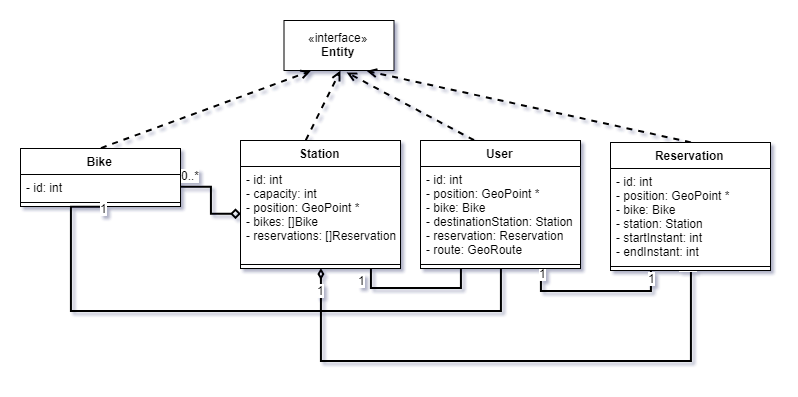 «interface»
Entity
Bike
- id: int
Station
- id: int
- capacity: int
- position: GeoPoint *
- bikes: []Bike
- reservations: []Reservation
User
- id: int
- position: GeoPoint *
- bike: Bike
- destinationStation: Station
- reservation: Reservation
- route: GeoRoute
Reservation
- id: int
- position: GeoPoint *
- bike: Bike
- station: Station
- startInstant: int
- endInstant: int
0..*
1
1
1
1
1